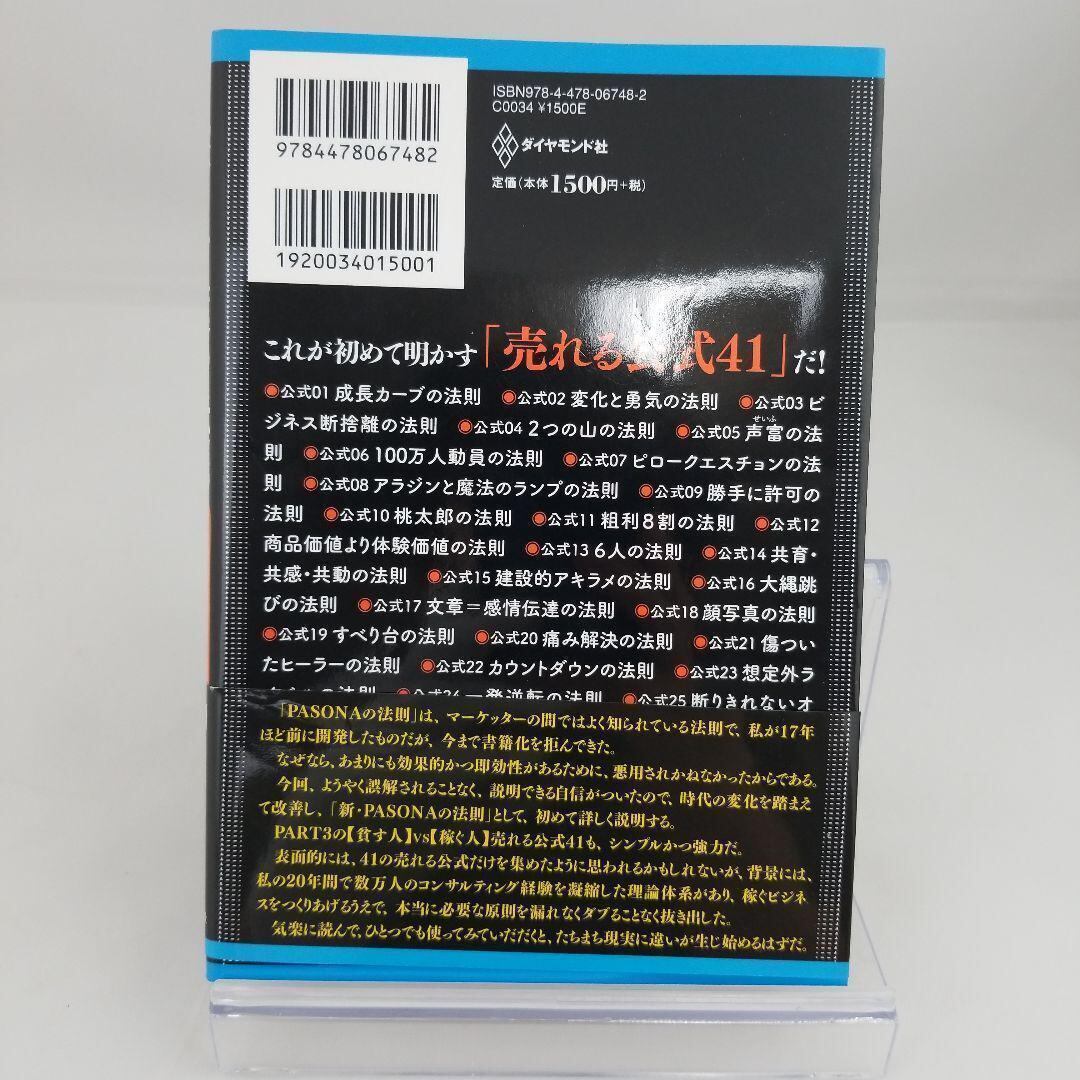 9784478067482
1920034015001
ISBN978-4-478-06748-2
C0034 ¥1500E
ダイヤモンド社
定価(本体1500円+税)
これが初めて明かす「売れる公式41」だ!
●公式01 成長カーブの法則 ●公式02 変化と勇気の法則 ●公式03 ビ
せいふ
ジネス断捨離の法則 ●公式04 2つの山の法則 ●公式05 声富の法
則 ●公式06 100万人動員の法則 ●公式07 ピロークエスチョンの法
則 ●公式08 アラジンと魔法のランプの法則 ●公式09 勝手に許可の
法則 ●公式10 桃太郎の法則 ●公式11 粗利8割の法則 ●公式12
商品価値より体験価値の法則 ●公式13 6人の法則 ●公式14 共育・
共感・共動の法則 ●公式15 建設的アキラメの法則 ●公式16 大縄跳
びの法則 ●公式17 文章=感情伝達の法則 ●公式18 顔写真の法則
●公式19 すべり台の法則 ●公式20 痛み解決の法則 ●公式21 傷つい
たヒーラーの法則 ●公式22 カウントダウンの法則 ●公式23 想定外ラ
の法則 ●公式24 一発逆転の法則 ●公式25 断りきれないオ
「PASONAの法則」は、マーケッターの間ではよく知られている法則で、私が17年
ほど前に開発したものだが、今まで書籍化を拒んできた。
なぜなら、あまりにも効果的かつ即効性があるために、悪用されかねなかったからである。
今回、ようやく誤解されることなく、説明できる自信がついたので、時代の変化を踏まえ
て改善し、「新・PASONAの法則」として、初めて詳しく説明する。
PART3の【貧す人】vs【稼ぐ人】売れる公式41も、シンプルかつ強力だ。
表面的には、41の売れる公式だけを集めたように思われるかもしれないが、背景には、
私の20年間で数万人のコンサルティング経験を凝縮した理論体系があり、稼ぐビジネ
スをつくりあげるうえで、本当に必要な原則を漏れなくダブることなく抜き出した。
気楽に読んで、ひとつでも使ってみていだだくと、たちまち現実に違いが生じ始めるはずだ。